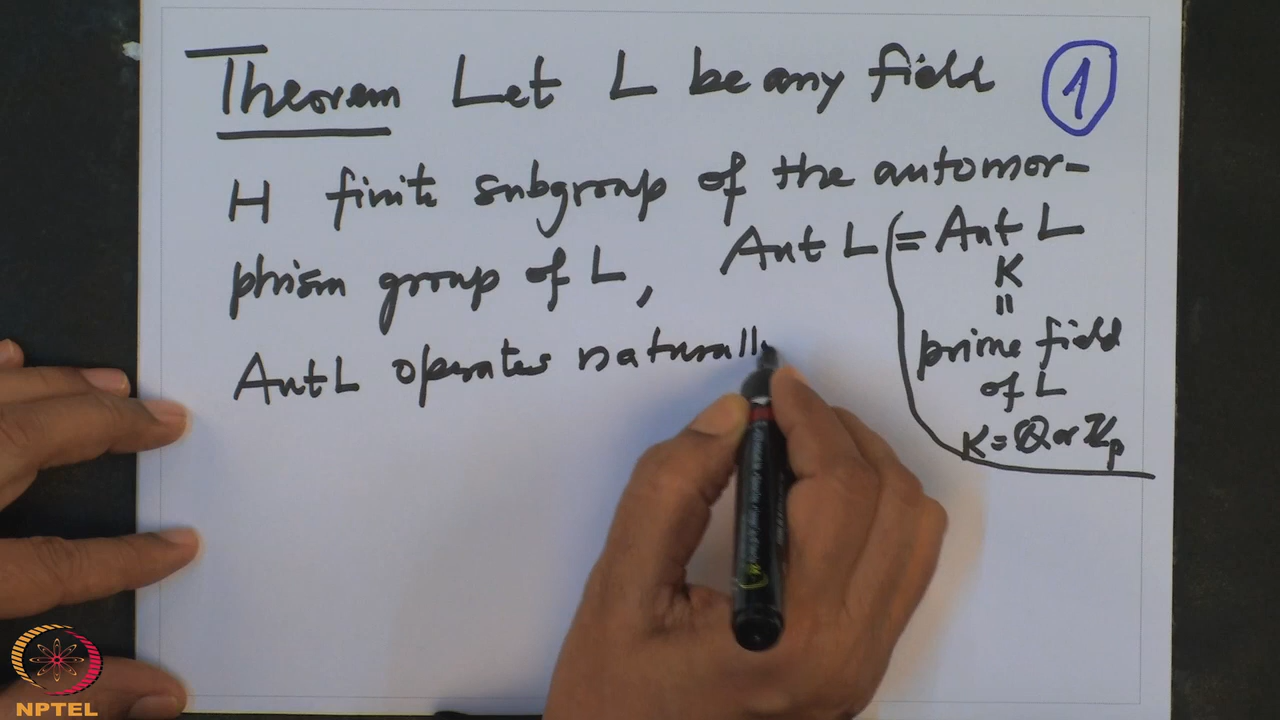 Theorem Let L be any field
1
H finite subgroup of the automor-
phism group of L, Aut L = Aut L
K
=
prime field
of L
K = ℚ or ℤp
Aut L operates naturally
NPTEL